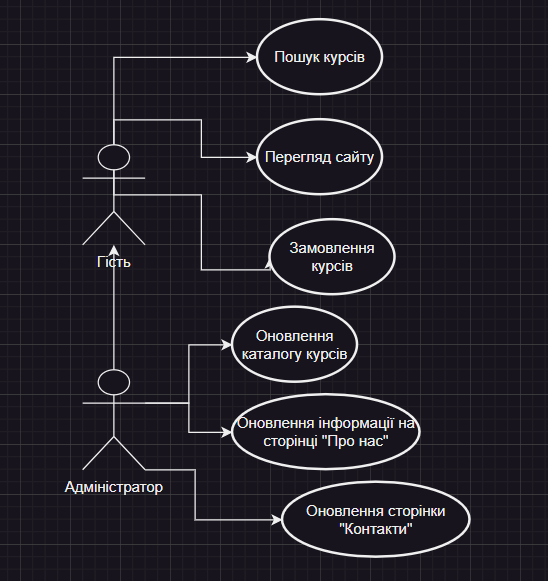 Пошук курсів
Перегляд сайту
Замовлення
курсів
Гість
Оновлення
каталогу курсів
Оновлення інформації на
сторінці "Про нас"
Адміністратор
Оновлення сторінки
"Контакти"